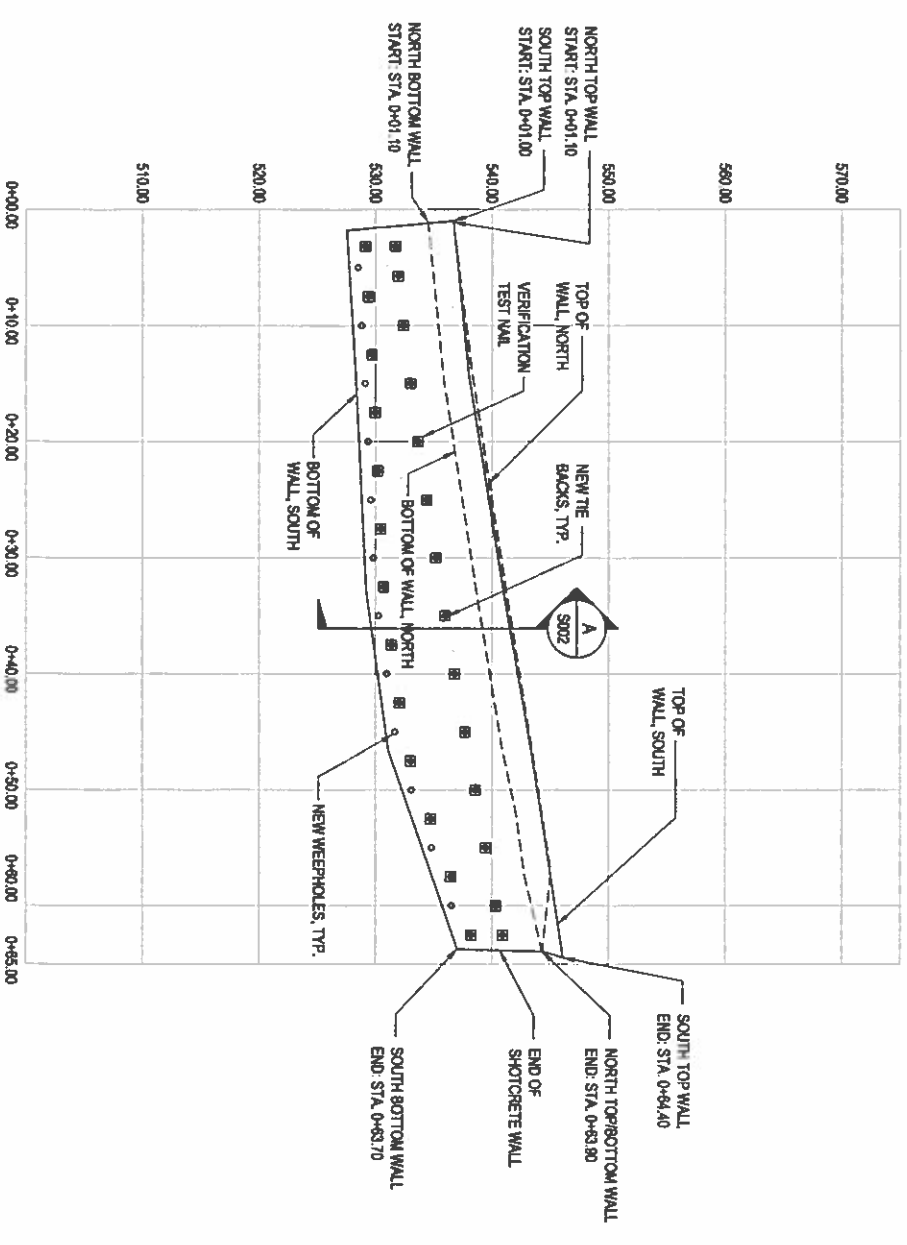 NORTH TOP WALL
START: STA. 0+01.10
SOUTH TOP WALL
START: STA. 0+01.00
NORTH BOTTOM WALL
START: STA. 0+01.10
570.00
560.00
550.00
540.00
530.00
520.00
510.00
TOP OF
WALL, NORTH
VERIFICATION
TEST NAIL
NEW TIE
BACKS, TYP.
A
S002
TOP OF
WALL, SOUTH
BOTTOM OF WALL, NORTH
BOTTOM OF
WALL, SOUTH
NEW WEEPHOLES, TYP.
SOUTH TOP WALL
END: STA. 0+64.40
NORTH TOP/BOTTOM WALL
END: STA. 0+63.90
END OF
SHOTCRETE WALL
SOUTH BOTTOM WALL
END: STA. 0+63.70
0+00.00
0+10.00
0+20.00
0+30.00
0+40.00
0+50.00
0+60.00
0+65.00